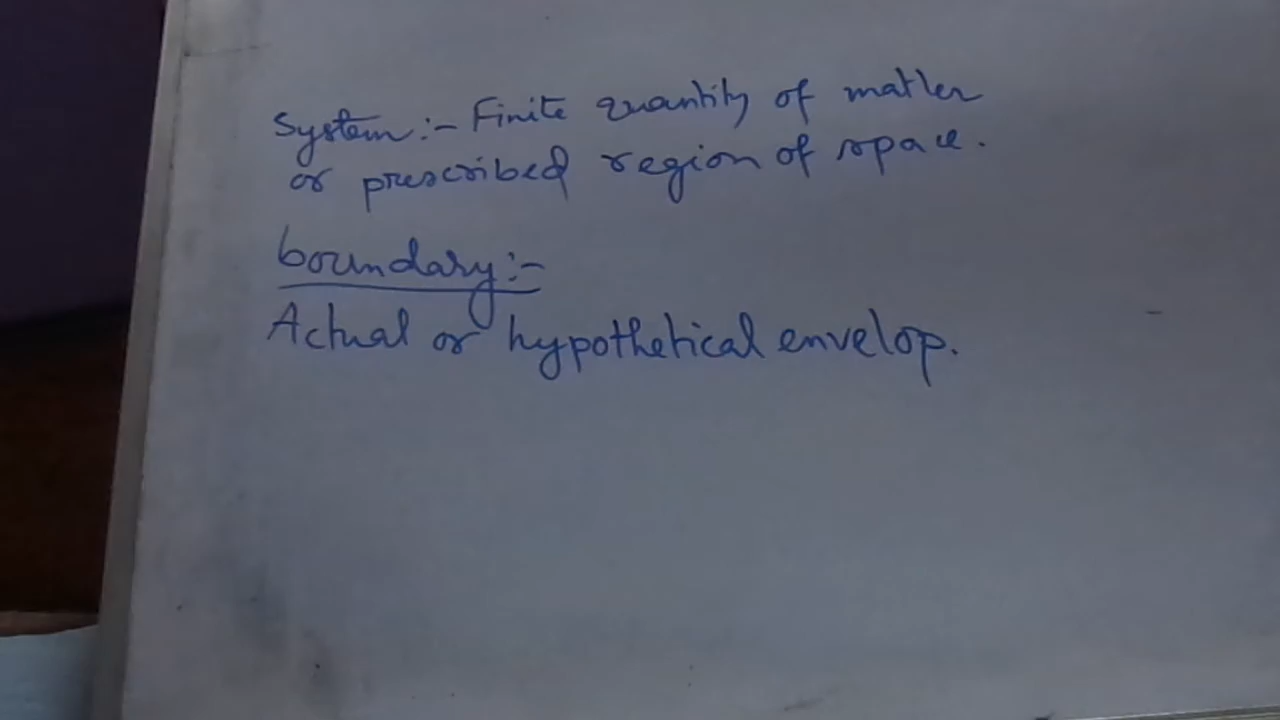 System:- Finite quantity of matter
or prescribed region of space.
boundary:-
Actual or hypothetical envelop.